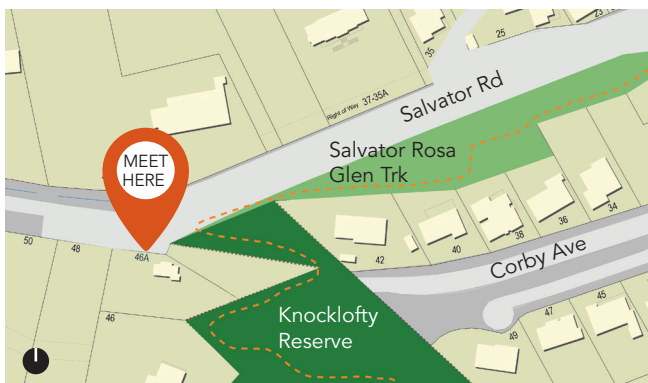 23
25
35
Right of Way 37-35A
Salvator Rd
Salvator Rosa
Glen Trk
MEET
HERE
34
36
38
40
42
Corby Ave
50
48
46A
45
47
49
46
Knocklofty
Reserve